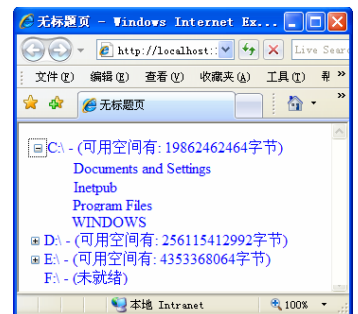 无标题页 - Windows Internet Ex...
http://localhost:
Live Searc
文件(F) 编辑(E) 查看(V) 收藏夹(A) 工具(T) 帮 »
无标题页 »
C:\ - (可用空间有: 19862462464字节)
Documents and Settings
Inetpub
Program Files
WINDOWS
D:\ - (可用空间有: 256115412992字节)
E:\ - (可用空间有: 4353368064字节)
F:\ - (未就绪)
本地 Intranet 100%